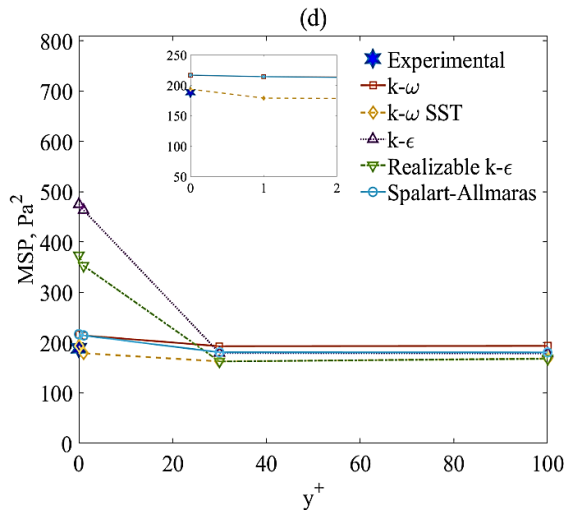 (d)
800
700
600
500
400
300
200
100
0
MSP, Pa²
250
200
150
100
50
0
1
2
Experimental
k-ω
k-ω SST
k-ϵ
Realizable k-ϵ
Spalart-Allmaras
0 20 40 60 80 100
y⁺